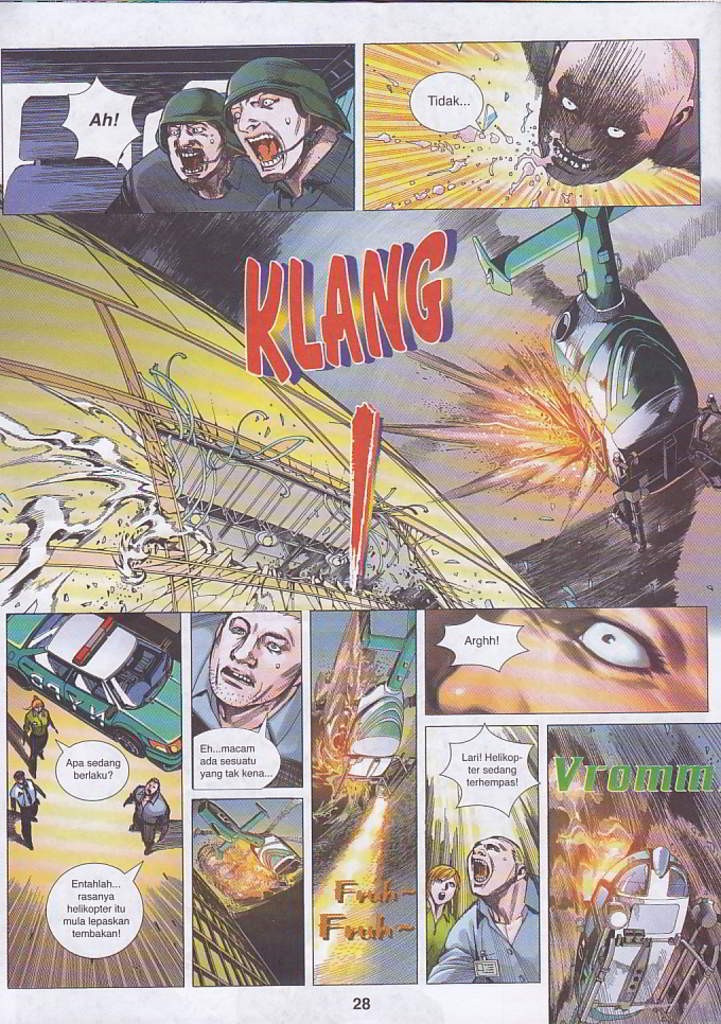 Ah!
Tidak...
KLANG
!
Apa sedang
berlaku?
Entahlah...
rasanya
helikopter itu
mula lepaskan
tembakan!
Eh...macam
ada sesuatu
yang tak kena...
Fruh~
Fruh~
Arghh!
Lari! Helikop-
ter sedang
terhempas!
Vromm
28